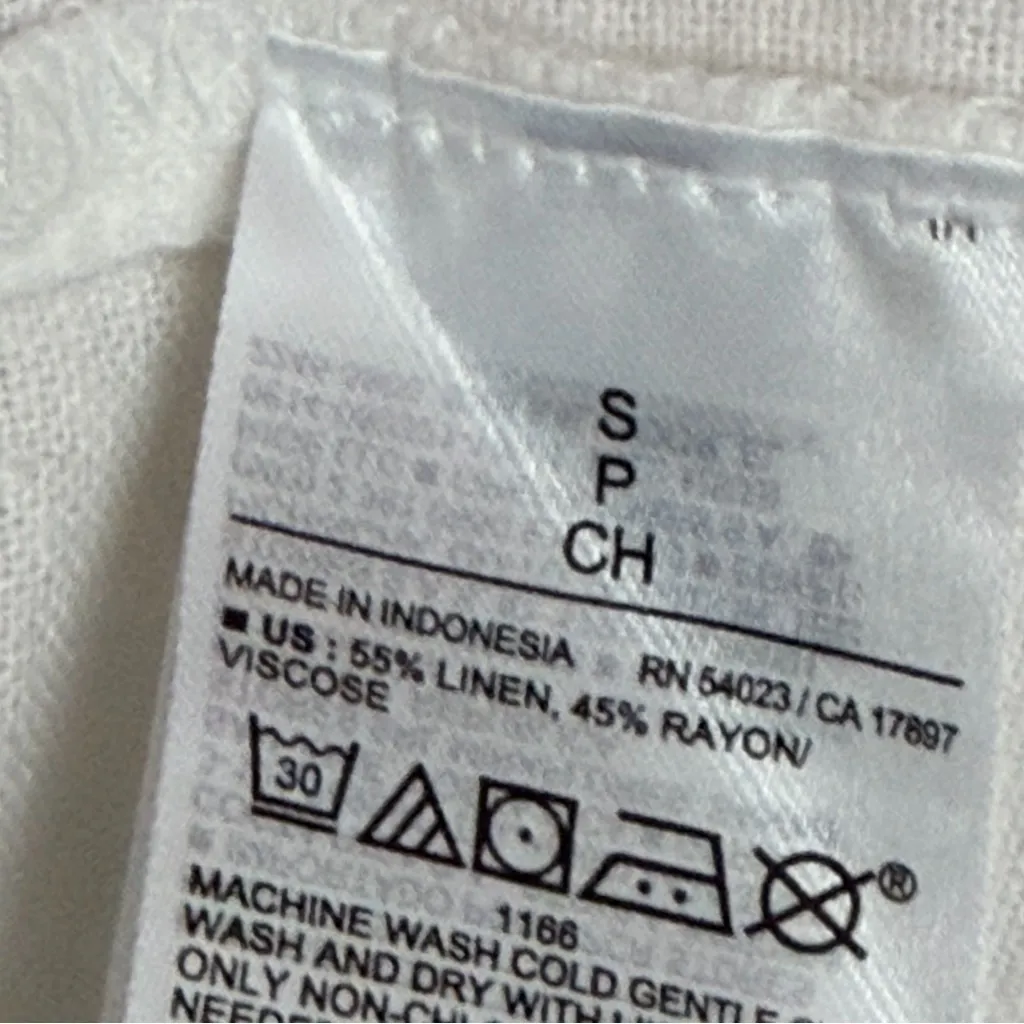 S
P
CH
MADE IN INDONESIA RN 54023 / CA 17897
■ US : 55% LINEN, 45% RAYON/
VISCOSE
30
®
1166
MACHINE WASH COLD GENTLE
WASH AND DRY WITH
ONLY NON-